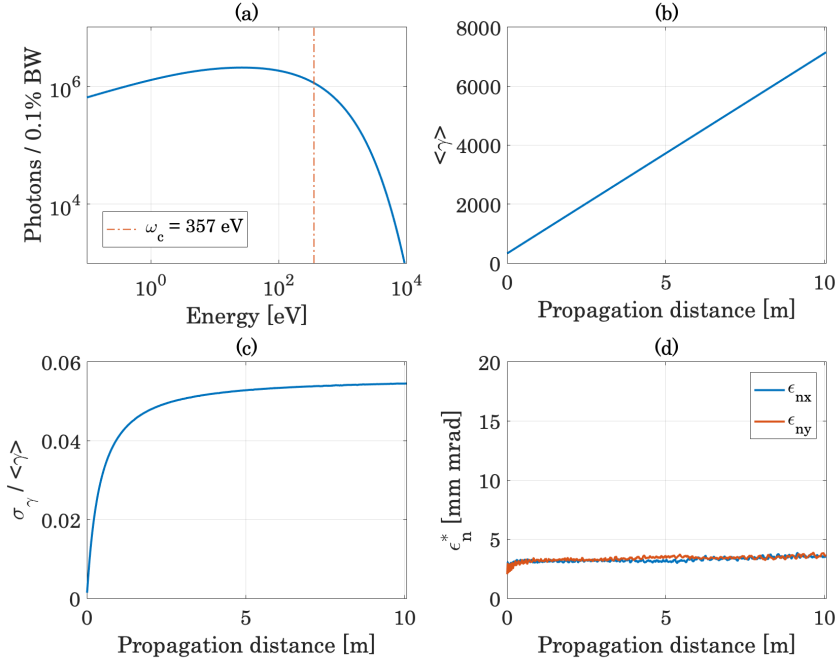 (a)
Photons / 0.1% BW
10^6
10^4
10^0
10^2
10^4
Energy [eV]
ω_c = 357 eV
(b)
<γ>
8000
6000
4000
2000
0
0
5
10
Propagation distance [m]
(c)
σ_γ / <γ>
0.06
0.04
0.02
0
0
5
10
Propagation distance [m]
(d)
ϵ_n^* [mm mrad]
20
15
10
5
0
0
5
10
Propagation distance [m]
ϵ_nx
ϵ_ny